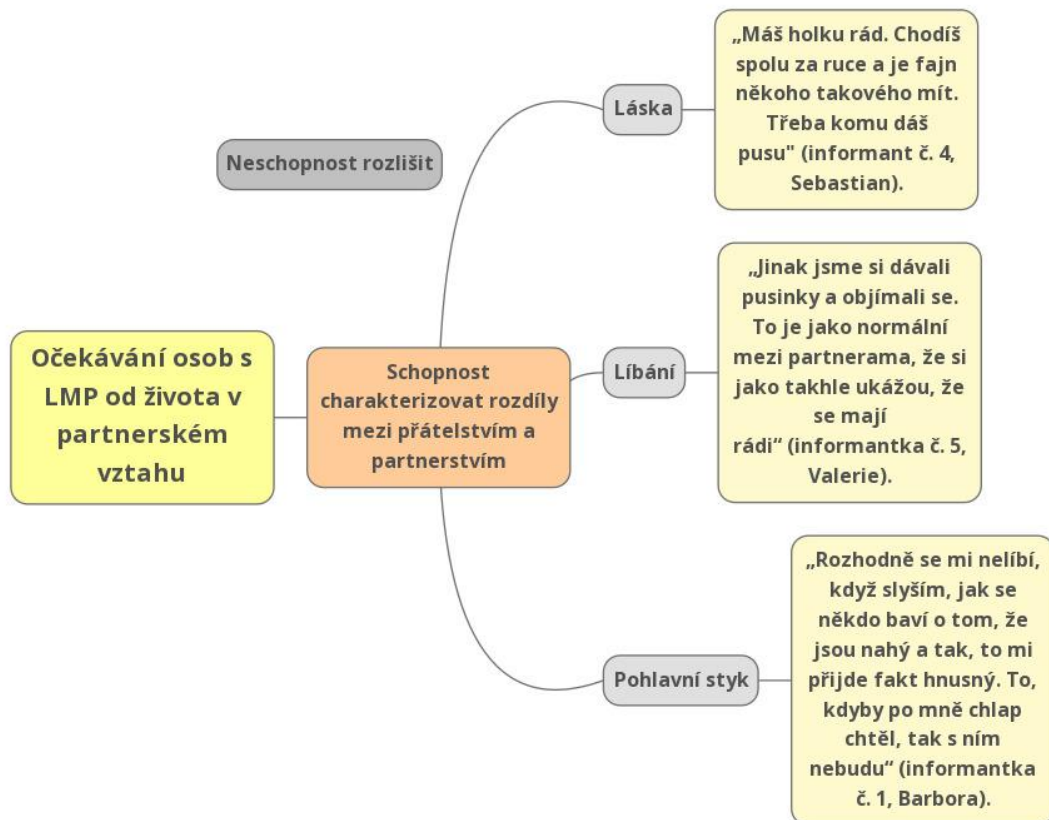 Očekávání osob s
LMP od života v
partnerském
vztahu
Neschopnost rozlišit
Schopnost
charakterizovat rozdíly
mezi přátelstvím a
partnerstvím
Láska
„Máš holku rád. Chodíš
spolu za ruce a je fajn
někoho takového mít.
Třeba komu dáš
pusu" (informant č. 4,
Sebastian).
Líbání
„Jinak jsme si dávali
pusinky a objímali se.
To je jako normální
mezi partnerama, že si
jako takhle ukážou, že
se mají
rádi“ (informantka č. 5,
Valerie).
Pohlavní styk
„Rozhodně se mi nelíbí,
když slyším, jak se
někdo baví o tom, že
jsou nahý a tak, to mi
přijde fakt hnusný. To,
kdyby po mně chlap
chtěl, tak s ním
nebudu“ (informantka
č. 1, Barbora).